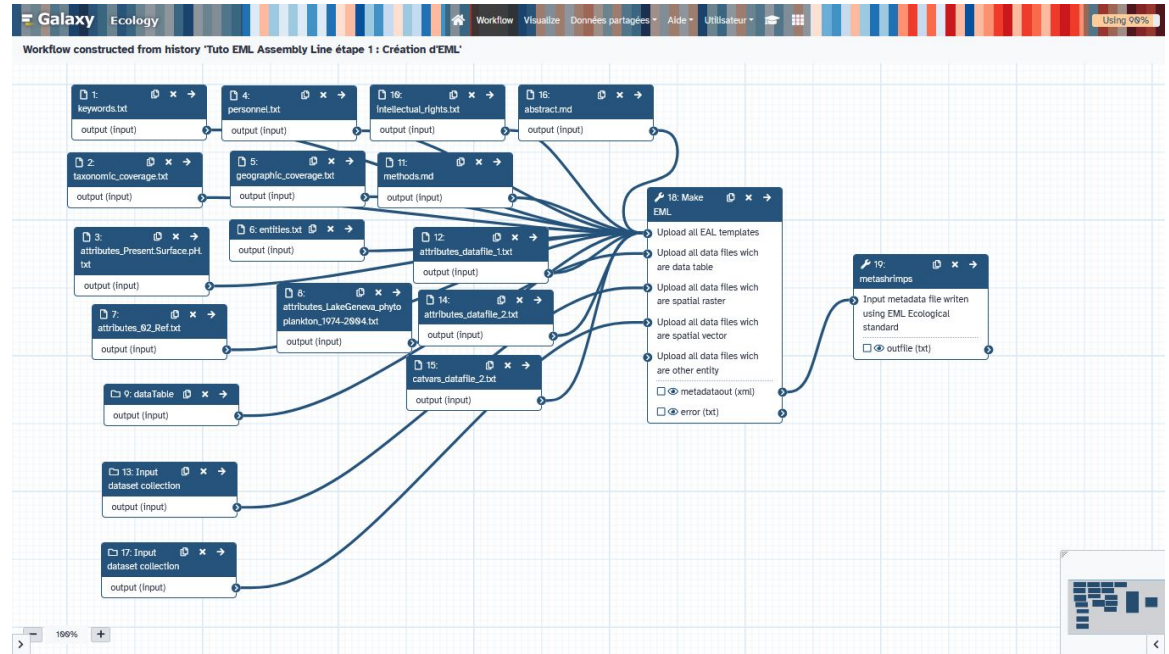 Galaxy Ecology
Workflow Visualize Données partagées Aide Utilisateur
Using 90%
Workflow constructed from history 'Tuto EML Assembly Line étape 1 : Création d'EML'
1:
keywords.txt
output (input)
4:
personnel.txt
output (input)
10:
intellectual_rights.txt
output (input)
16:
abstract.md
output (input)
2:
taxonomic_coverage.txt
output (input)
5:
geographic_coverage.txt
output (input)
11:
methods.md
output (input)
3:
attributes_Present.Surface.pH.
txt
output (input)
6: entities.txt
output (input)
12:
attributes_datafile_1.txt
output (input)
7:
attributes_02_Ref.txt
output (input)
8:
attributes_LakeGeneva_phyto
plankton_1974-2004.txt
output (input)
14:
attributes_datafile_2.txt
output (input)
15:
catvars_datafile_2.txt
output (input)
9: dataTable
output (input)
13: Input
dataset collection
output (input)
17: Input
dataset collection
output (input)
18: Make
EML
Upload all EAL templates
Upload all data files wich
are data table
Upload all data files wich
are spatial raster
Upload all data files wich
are spatial vector
Upload all data files wich
are other entity
metadataout (xml)
error (txt)
19:
metashrimps
Input metadata file writen
using EML Ecological
standard
outfile (txt)
100%